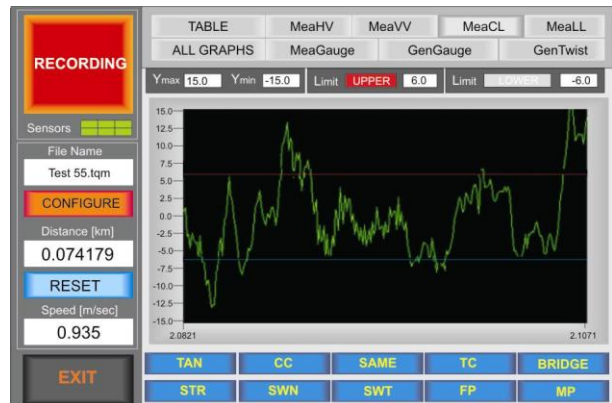 RECORDING
Sensors
File Name
Test 55.tqm
CONFIGURE
Distance [km]
0.074179
RESET
Speed [m/sec]
0.935
EXIT
TABLE MeaHV MeaVV MeaCL MeaLL
ALL GRAPHS MeaGauge GenGauge GenTwist
Ymax 15.0 Ymin -15.0 Limit UPPER 6.0 Limit LOWER -6.0
15.0
12.5
10.0
7.5
5.0
2.5
0.0
-2.5
-5.0
-7.5
-10.0
-12.5
-15.0
2.0821 2.1071
TAN CC SAME TC BRIDGE
STR SWN SWT FP MP